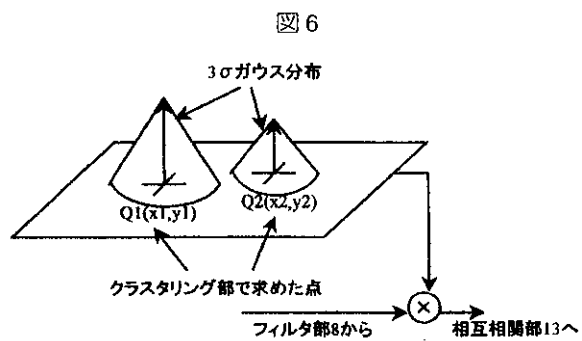 図6
3σガウス分布
Q1(x1,y1)
Q2(x2,y2)
クラスタリング部で求めた点
フィルタ部8から
相互相関部13へ